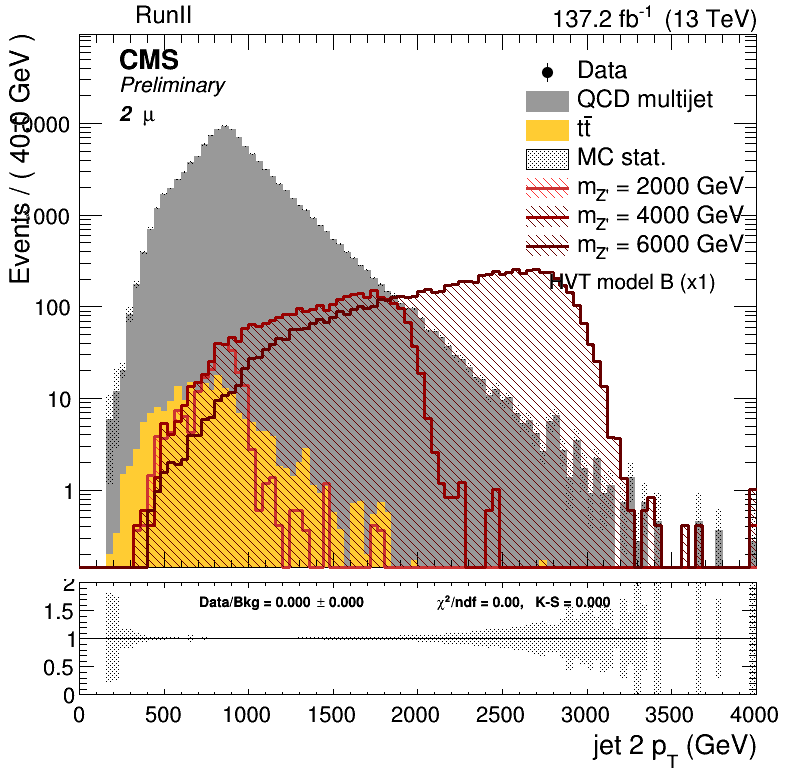 RunII 137.2 fb⁻¹ (13 TeV)
CMS
Preliminary
2 μ
Data
QCD multijet
tt̄
MC stat.
m_Z' = 2000 GeV
m_Z' = 4000 GeV
m_Z' = 6000 GeV
HVT model B (x1)
Events / ( 40.0 GeV )
100
10
1
Data/Bkg = 0.000 ± 0.000 χ²/ndf = 0.00, K-S = 0.000
2
1.5
1
0.5
0
0 500 1000 1500 2000 2500 3000 3500 4000
jet 2 p_T (GeV)